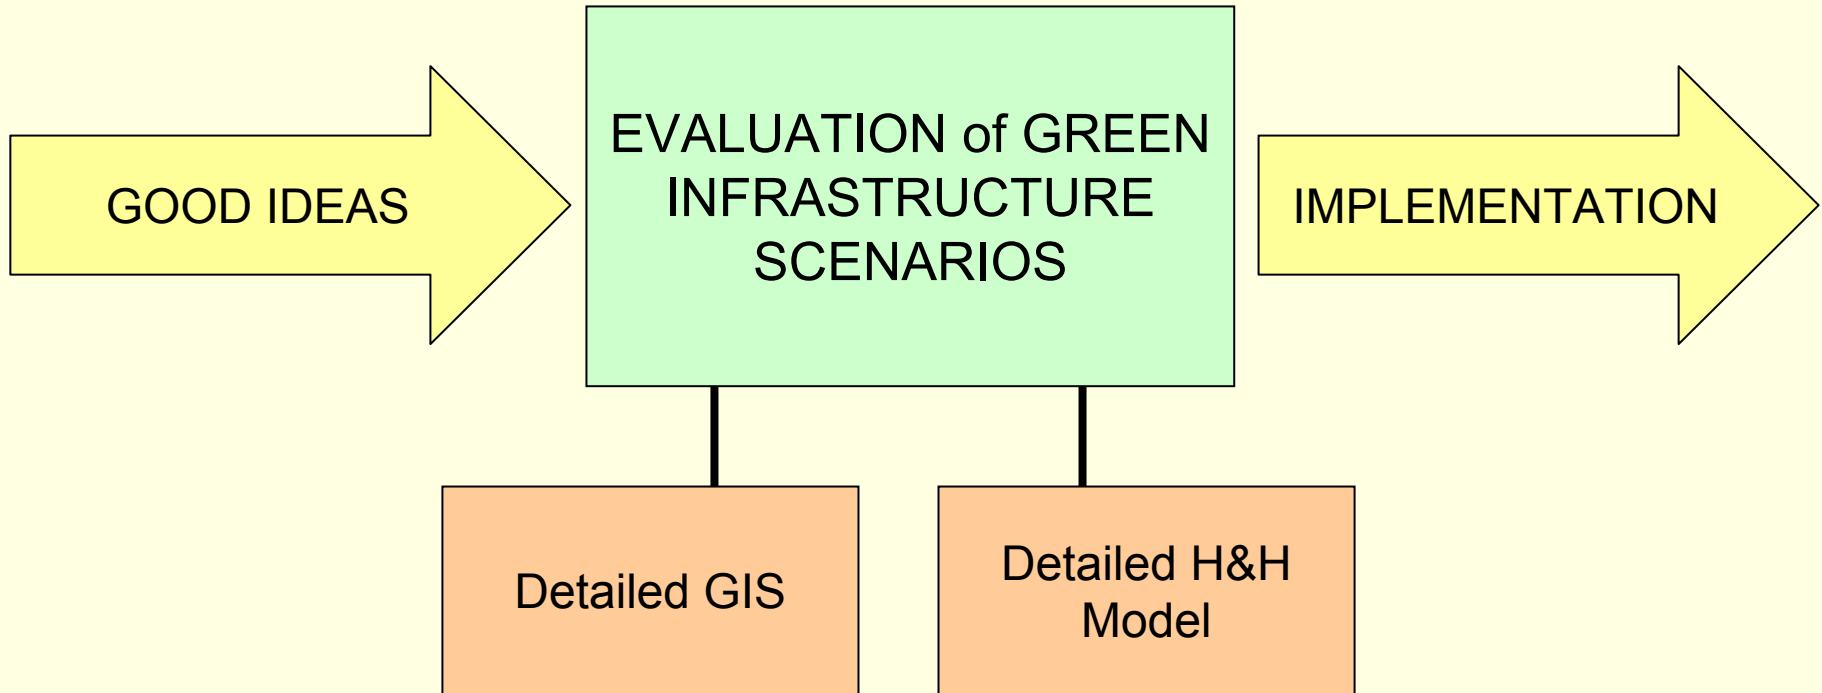 GOOD IDEAS
EVALUATION of GREEN
INFRASTRUCTURE
SCENARIOS
IMPLEMENTATION
Detailed GIS
Detailed H&H
Model